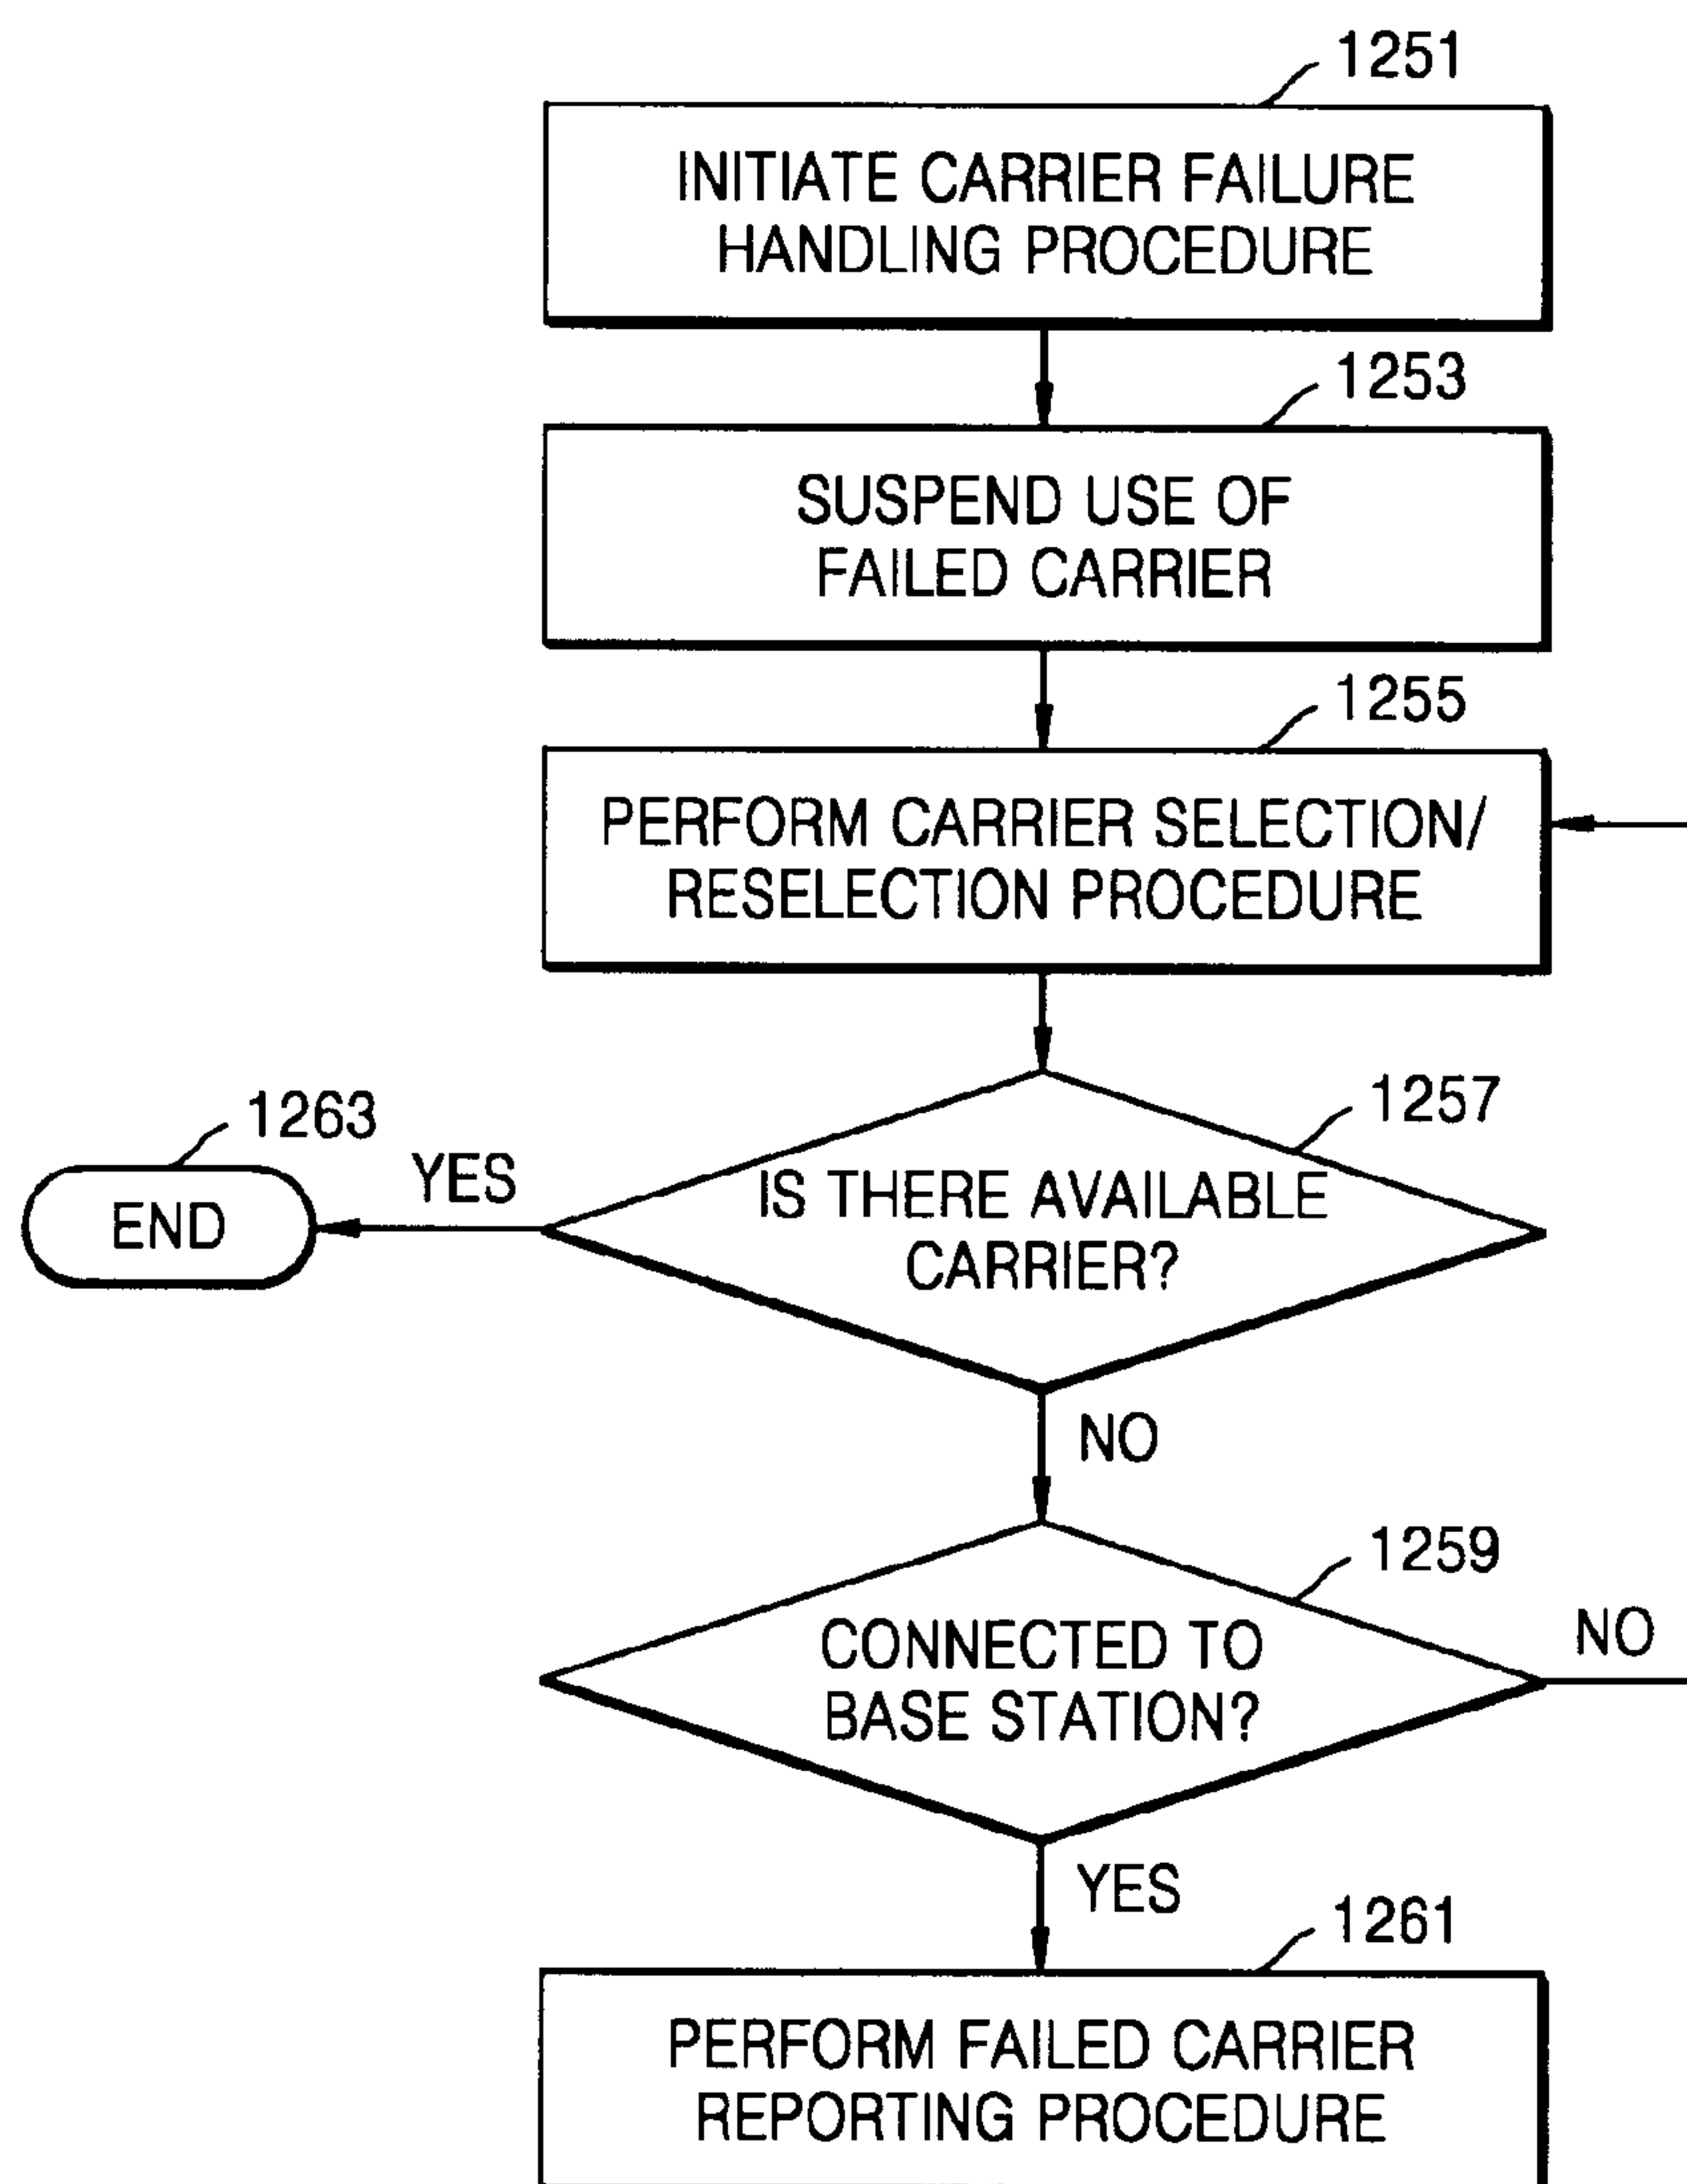 1251
INITIATE CARRIER FAILURE
HANDLING PROCEDURE
1253
SUSPEND USE OF
FAILED CARRIER
1255
PERFORM CARRIER SELECTION/
RESELECTION PROCEDURE
1257
IS THERE AVAILABLE
CARRIER?
1263
END
YES
NO
1259
CONNECTED TO
BASE STATION?
NO
YES
1261
PERFORM FAILED CARRIER
REPORTING PROCEDURE